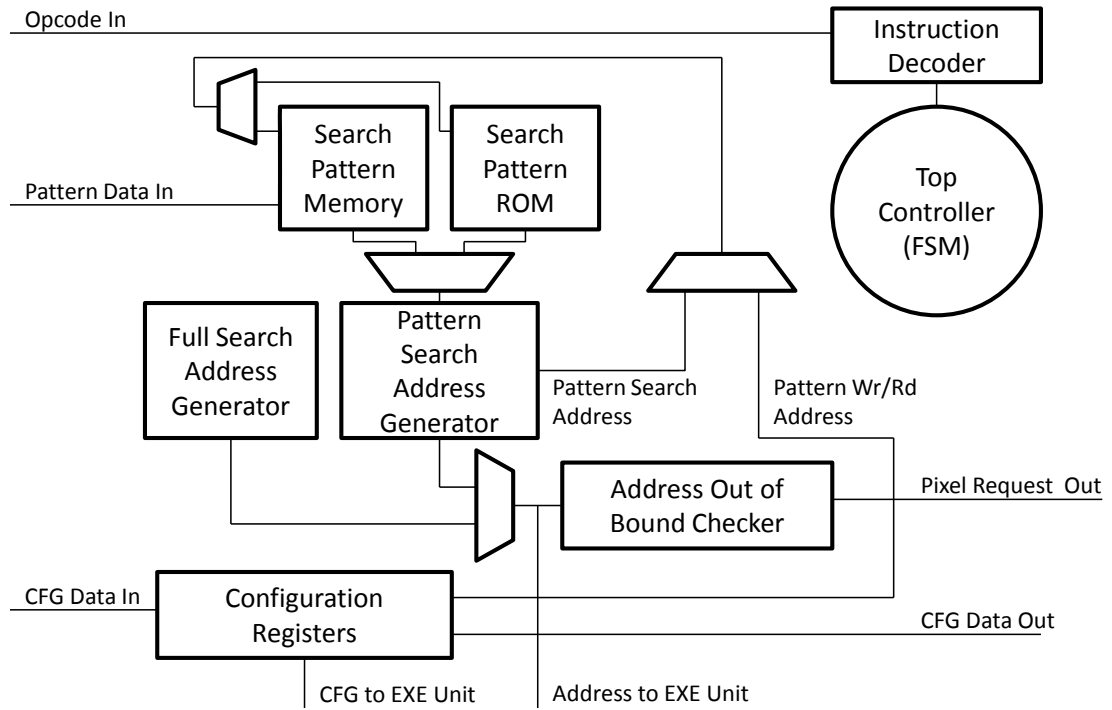 Opcode In
Instruction
Decoder
Search
Pattern
Memory
Search
Pattern
ROM
Pattern Data In
Top
Controller
(FSM)
Full Search
Address
Generator
Pattern
Search
Address
Generator
Pattern Search
Address
Pattern Wr/Rd
Address
Address Out of
Bound Checker
Pixel Request Out
CFG Data In
Configuration
Registers
CFG Data Out
CFG to EXE Unit
Address to EXE Unit